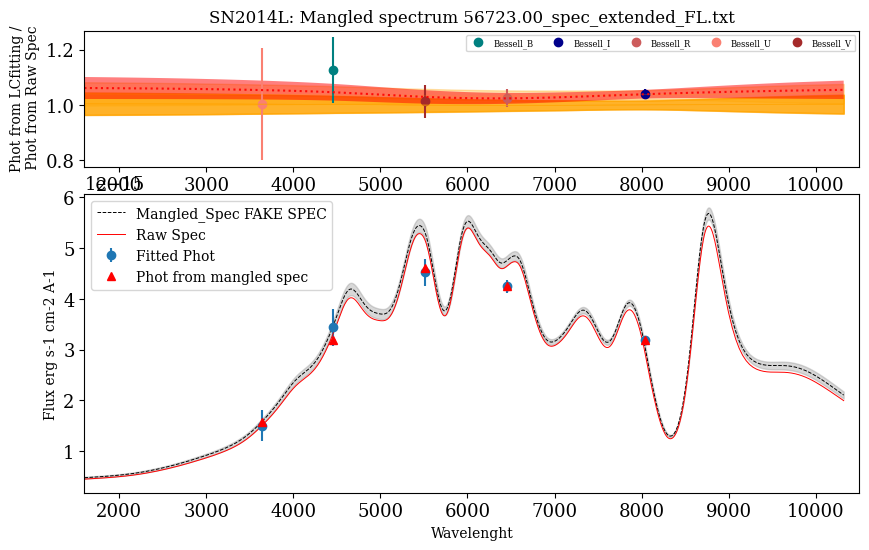 SN2014L: Mangled spectrum 56723.00_spec_extended_FL.txt
Phot from LCfitting /
Phot from Raw Spec
1.2
1.0
0.8
Bessell_B Bessell_I Bessell_R Bessell_U Bessell_V
2000 3000 4000 5000 6000 7000 8000 9000 10000
1e−15
Flux erg s-1 cm-2 A-1
6
5
4
3
2
1
Mangled_Spec FAKE SPEC
Raw Spec
Fitted Phot
Phot from mangled spec
2000 3000 4000 5000 6000 7000 8000 9000 10000
Wavelenght